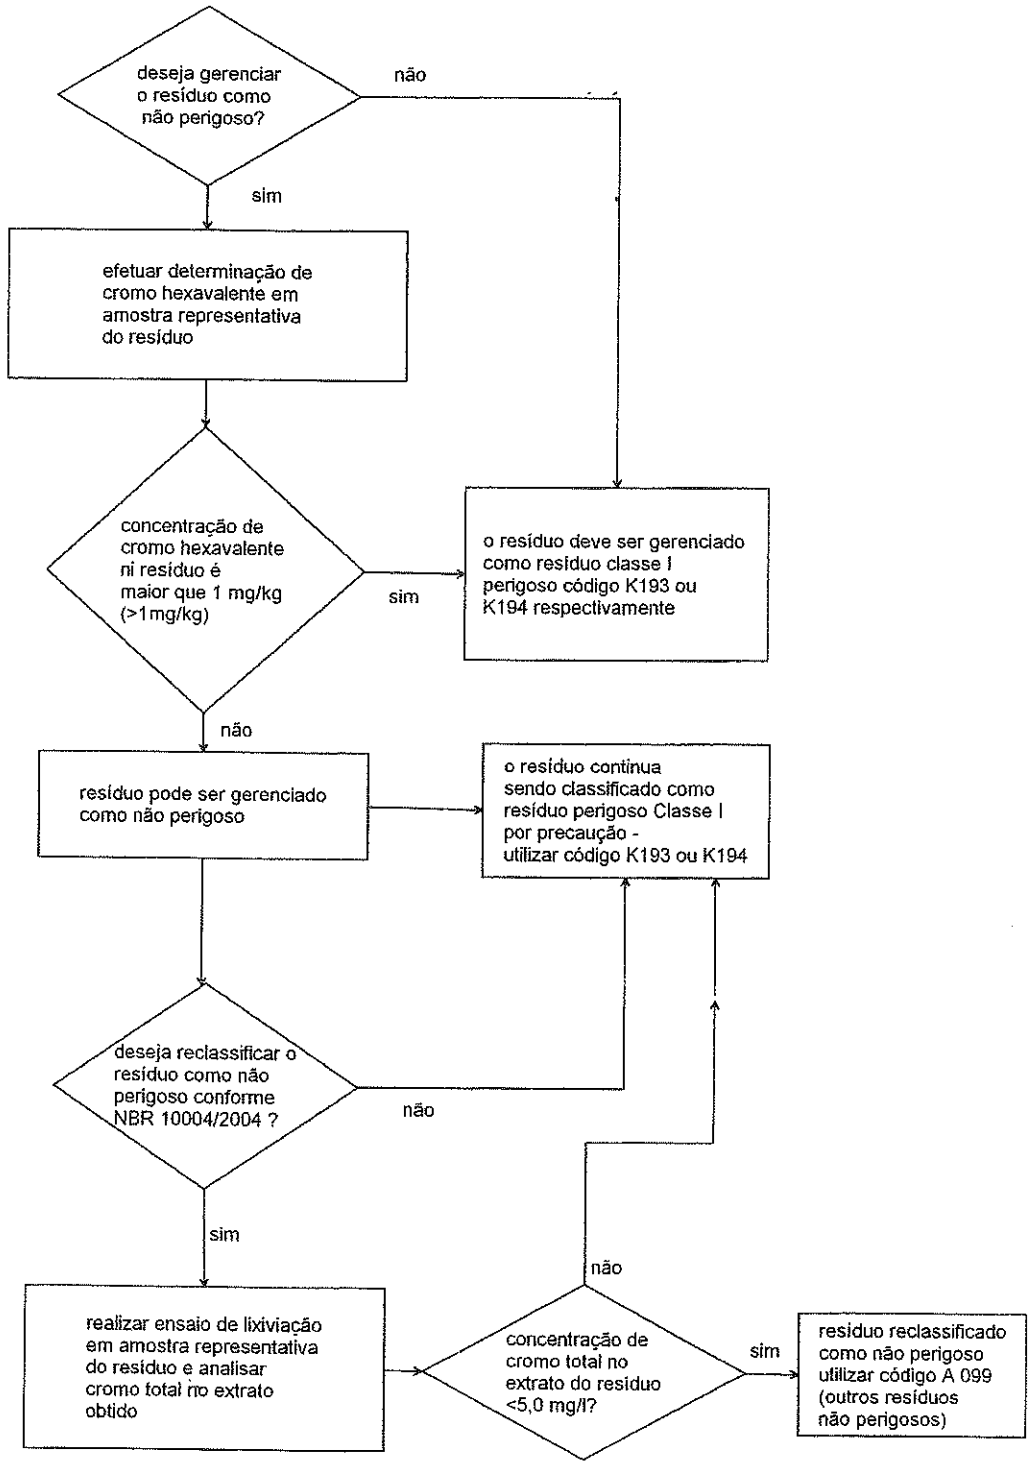 deseja gerenciar
o resíduo como
não perigoso?
não
sim
efetuar determinação de
cromo hexavalente em
amostra representativa
do resíduo
concentração de
cromo hexavalente
ni resíduo é
maior que 1 mg/kg
(>1mg/kg)
sim
o resíduo deve ser gerenciado
como resíduo classe I
perigoso código K193 ou
K194 respectivamente
não
resíduo pode ser gerenciado
como não perigoso
o resíduo continua
sendo classificado como
resíduo perigoso Classe I
por precaução -
utilizar código K193 ou K194
deseja reclassificar o
resíduo como não
perigoso conforme
NBR 10004/2004 ?
não
sim
realizar ensaio de lixiviação
em amostra representativa
do resíduo e analisar
cromo total no extrato
obtido
não
concentração de
cromo total no
extrato do resíduo
<5,0 mg/l?
sim
resíduo reclassificado
como não perigoso
utilizar código A 099
(outros resíduos
não perigosos)